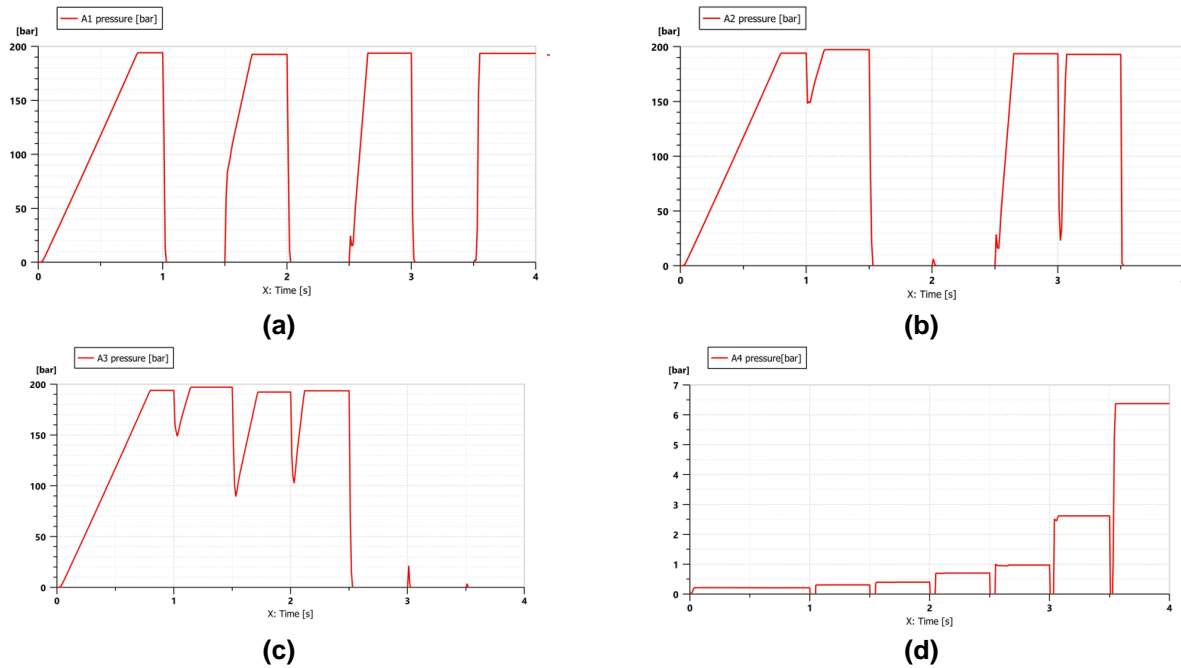 A1 pressure [bar]
[bar]
200
150
100
50
0
0 1 2 3 4
X: Time [s]
(a)
A2 pressure [bar]
[bar]
200
150
100
50
0
0 1 2 3
X: Time [s]
(b)
A3 pressure [bar]
[bar]
200
150
100
50
0
0 1 2 3 4
X: Time [s]
(c)
A4 pressure[bar]
[bar]
7
6
5
4
3
2
1
0
0 1 2 3 4
X: Time [s]
(d)